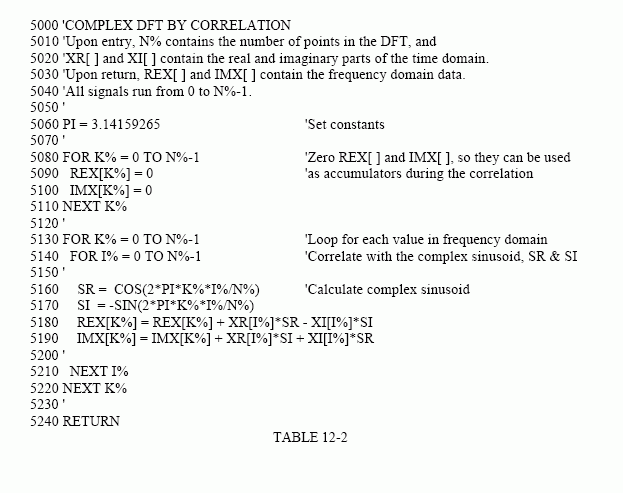 5000 'COMPLEX DFT BY CORRELATION
5010 'Upon entry, N% contains the number of points in the DFT, and
5020 'XR[ ] and XI[ ] contain the real and imaginary parts of the time domain.
5030 'Upon return, REX[ ] and IMX[ ] contain the frequency domain data.
5040 'All signals run from 0 to N%-1.
5050 '
5060 PI = 3.14159265 'Set constants
5070 '
5080 FOR K% = 0 TO N%-1 'Zero REX[ ] and IMX[ ], so they can be used
5090 REX[K%] = 0 'as accumulators during the correlation
5100 IMX[K%] = 0
5110 NEXT K%
5120 '
5130 FOR K% = 0 TO N%-1 'Loop for each value in frequency domain
5140 FOR I% = 0 TO N%-1 'Correlate with the complex sinusoid, SR & SI
5150 '
5160 SR = COS(2*PI*K%*I%/N%) 'Calculate complex sinusoid
5170 SI = -SIN(2*PI*K%*I%/N%)
5180 REX[K%] = REX[K%] + XR[I%]*SR - XI[I%]*SI
5190 IMX[K%] = IMX[K%] + XR[I%]*SI + XI[I%]*SR
5200 '
5210 NEXT I%
5220 NEXT K%
5230 '
5240 RETURN
TABLE 12-2